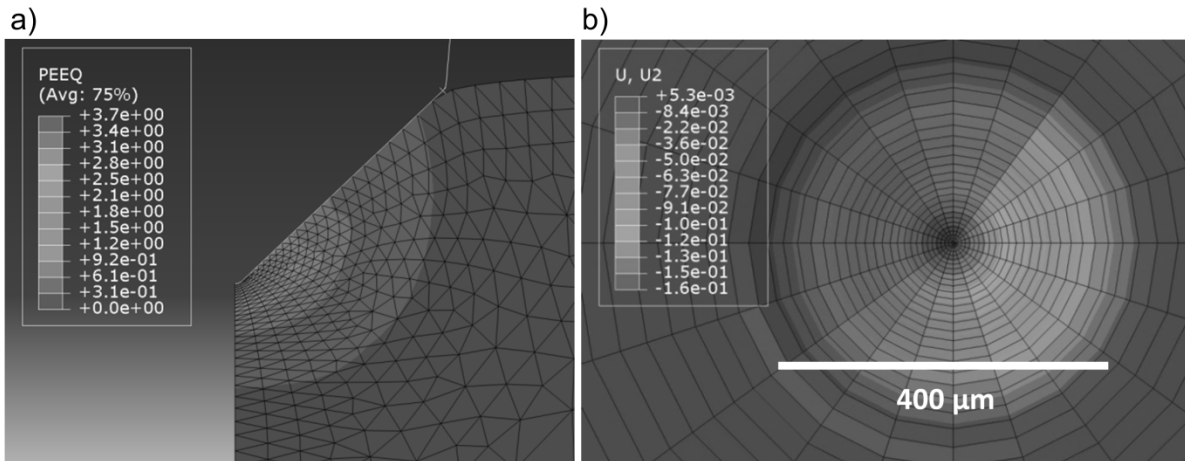 a)
PEEQ
(Avg: 75%)
+3.7e+00
+3.4e+00
+3.1e+00
+2.8e+00
+2.5e+00
+2.1e+00
+1.8e+00
+1.5e+00
+1.2e+00
+9.2e-01
+6.1e-01
+3.1e-01
+0.0e+00
b)
U, U2
+5.3e-03
-8.4e-03
-2.2e-02
-3.6e-02
-5.0e-02
-6.3e-02
-7.7e-02
-9.1e-02
-1.0e-01
-1.2e-01
-1.3e-01
-1.5e-01
-1.6e-01
400 µm